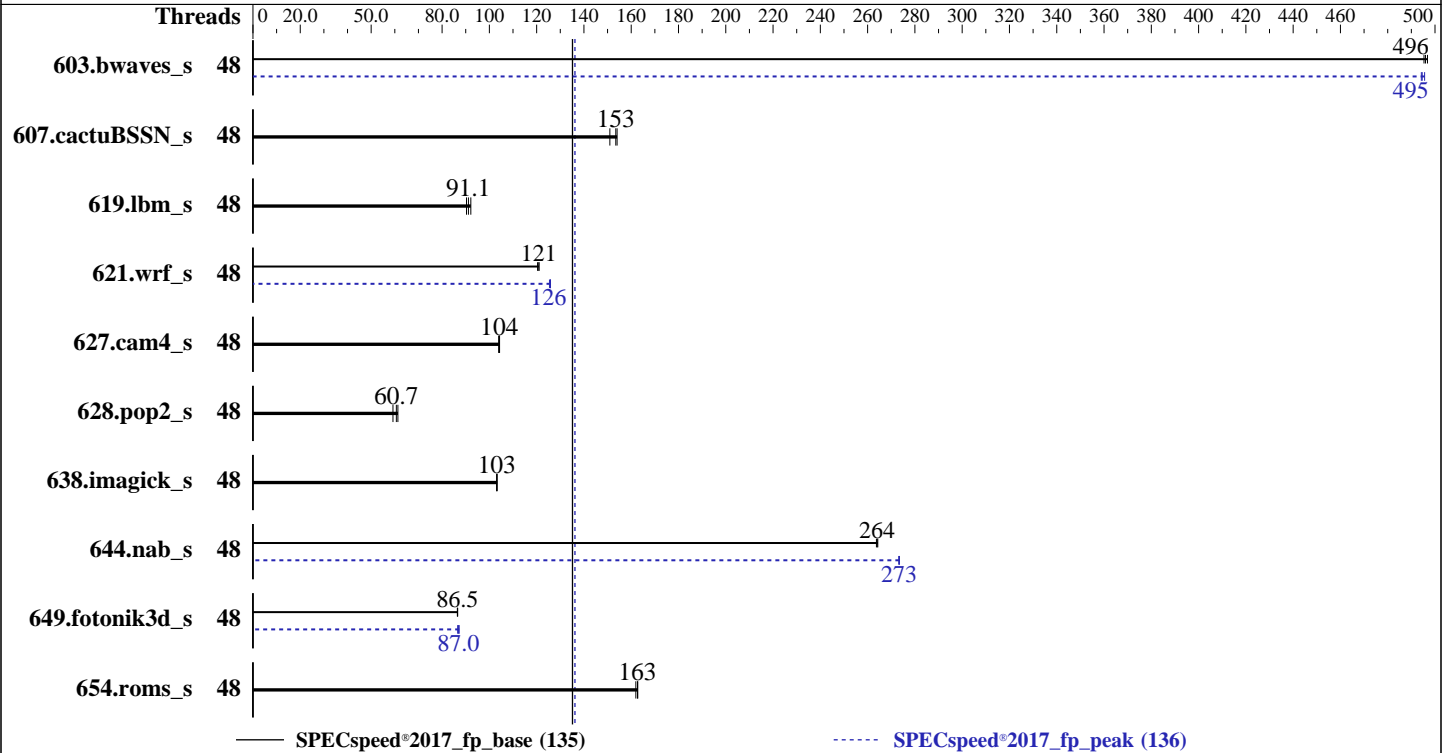 Threads 0 20.0 50.0 80.0 100 120 140 160 180 200 220 240 260 280 300 320 340 360 380 400 420 440 460 500
603.bwaves_s 48 496
495
607.cactuBSSN_s 48 153
619.lbm_s 48 91.1
621.wrf_s 48 121
126
627.cam4_s 48 104
628.pop2_s 48 60.7
638.imagick_s 48 103
644.nab_s 48 264
273
649.fotonik3d_s 48 86.5
87.0
654.roms_s 48 163
SPECspeed®2017_fp_base (135) SPECspeed®2017_fp_peak (136)